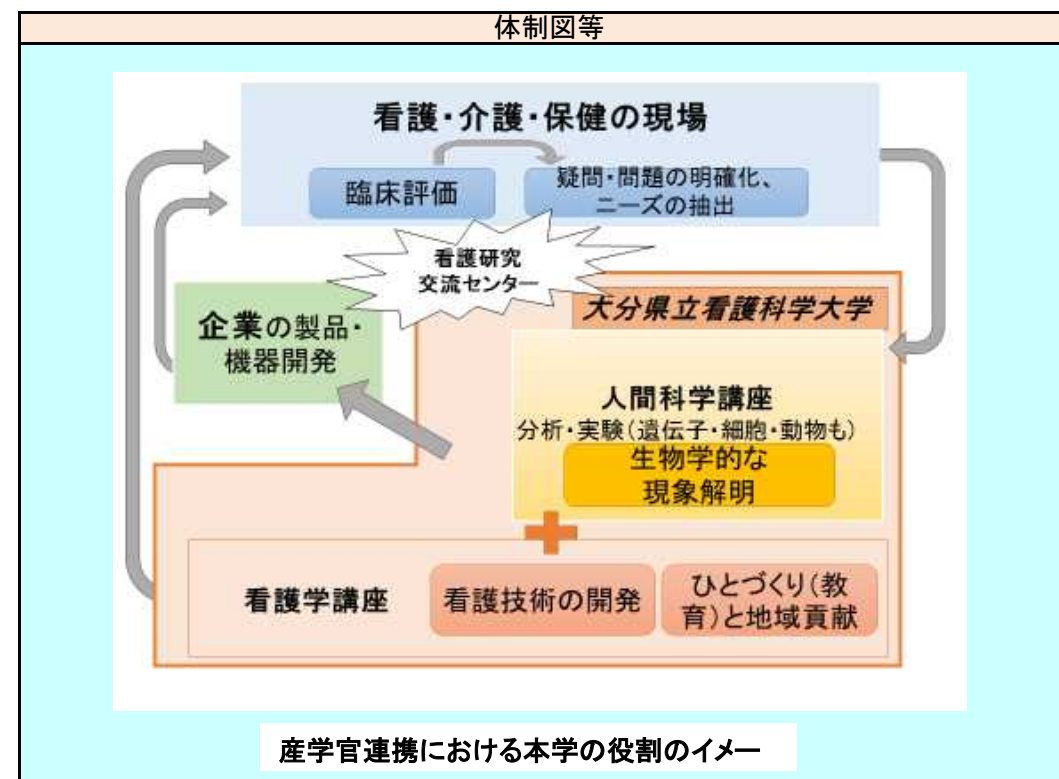 体制図等
看護・介護・保健の現場
臨床評価
疑問・問題の明確化、
ニーズの抽出
看護研究
交流センター
企業の製品・
機器開発
大分県立看護科学大学
人間科学講座
分析・実験（遺伝子・細胞・動物も）
生物学的な
現象解明
看護学講座
看護技術の開発
ひとづくり（教
育）と地域貢献
産学官連携における本学の役割のイメー